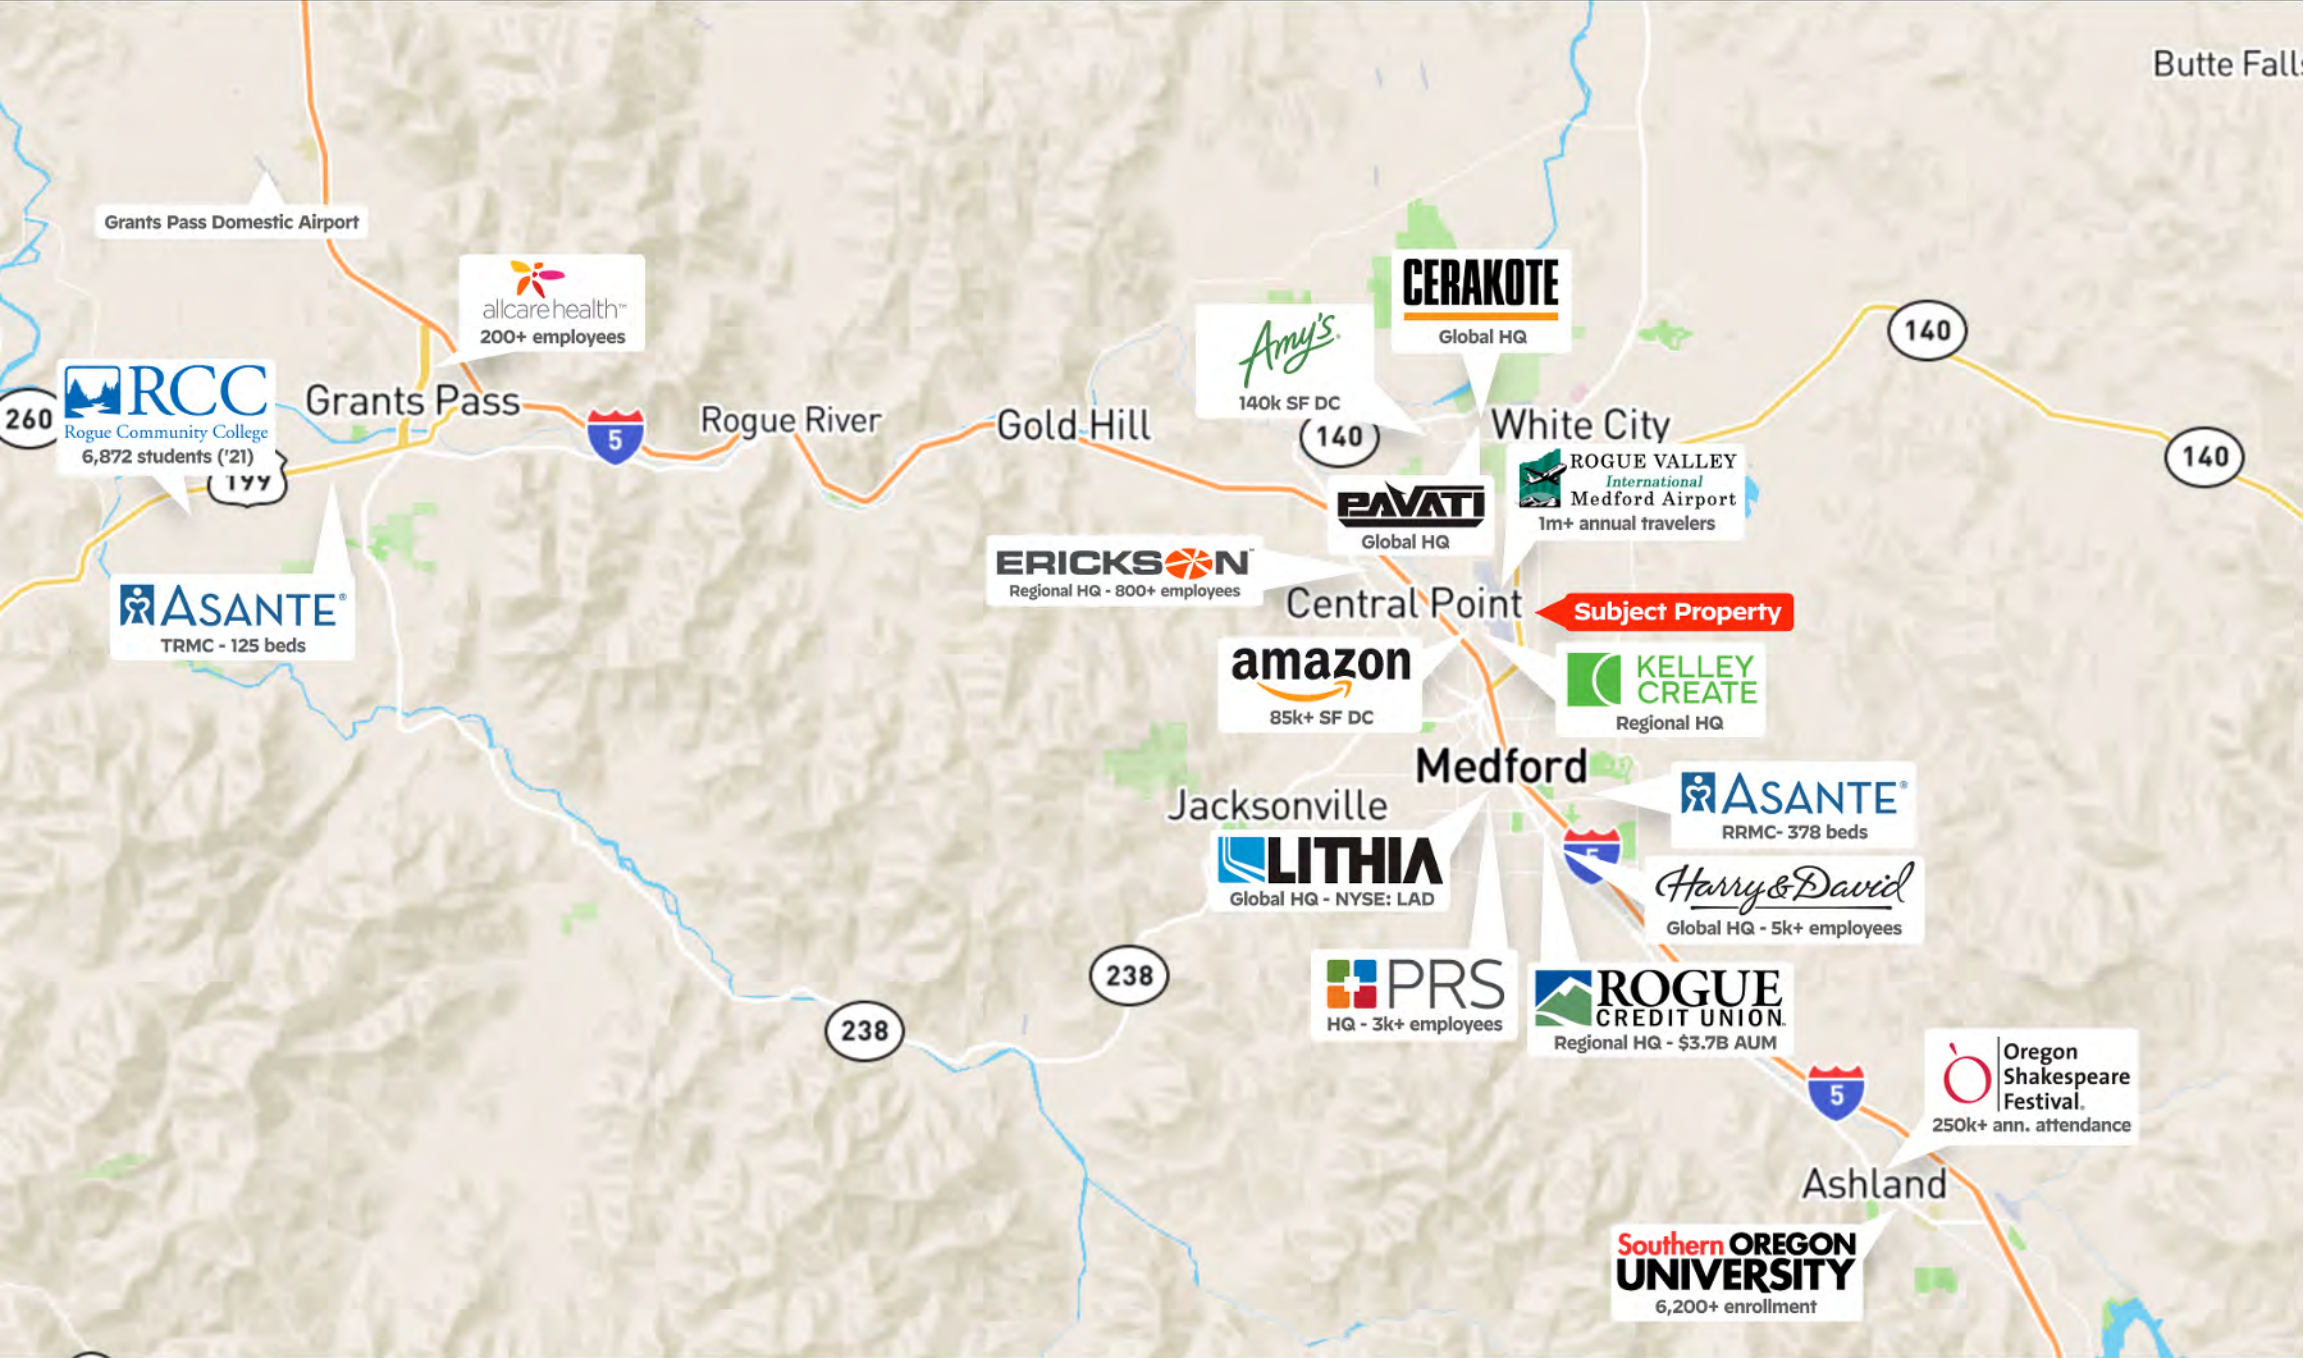 Butte Falls
Grants Pass Domestic Airport
allcare health™
200+ employees
CERAKOTE
Global HQ
Amy's
140k SF DC
140
140
140
RCC
Rogue Community College
6,872 students ('21)
260
199
Grants Pass
5
Rogue River
Gold Hill
White City
ROGUE VALLEY
International
Medford Airport
1m+ annual travelers
PAVATI
Global HQ
ERICKSON
Regional HQ - 800+ employees
ASANTE®
TRMC - 125 beds
Central Point
Subject Property
amazon
85k+ SF DC
KELLEY
CREATE
Regional HQ
Medford
Jacksonville
ASANTE®
RRMC- 378 beds
LITHIA
Global HQ - NYSE: LAD
5
Harry & David
Global HQ - 5k+ employees
238
238
PRS
HQ - 3k+ employees
ROGUE
CREDIT UNION
Regional HQ - $3.7B AUM
5
Oregon
Shakespeare
Festival.
250k+ ann. attendance
Ashland
Southern OREGON
UNIVERSITY
6,200+ enrollment